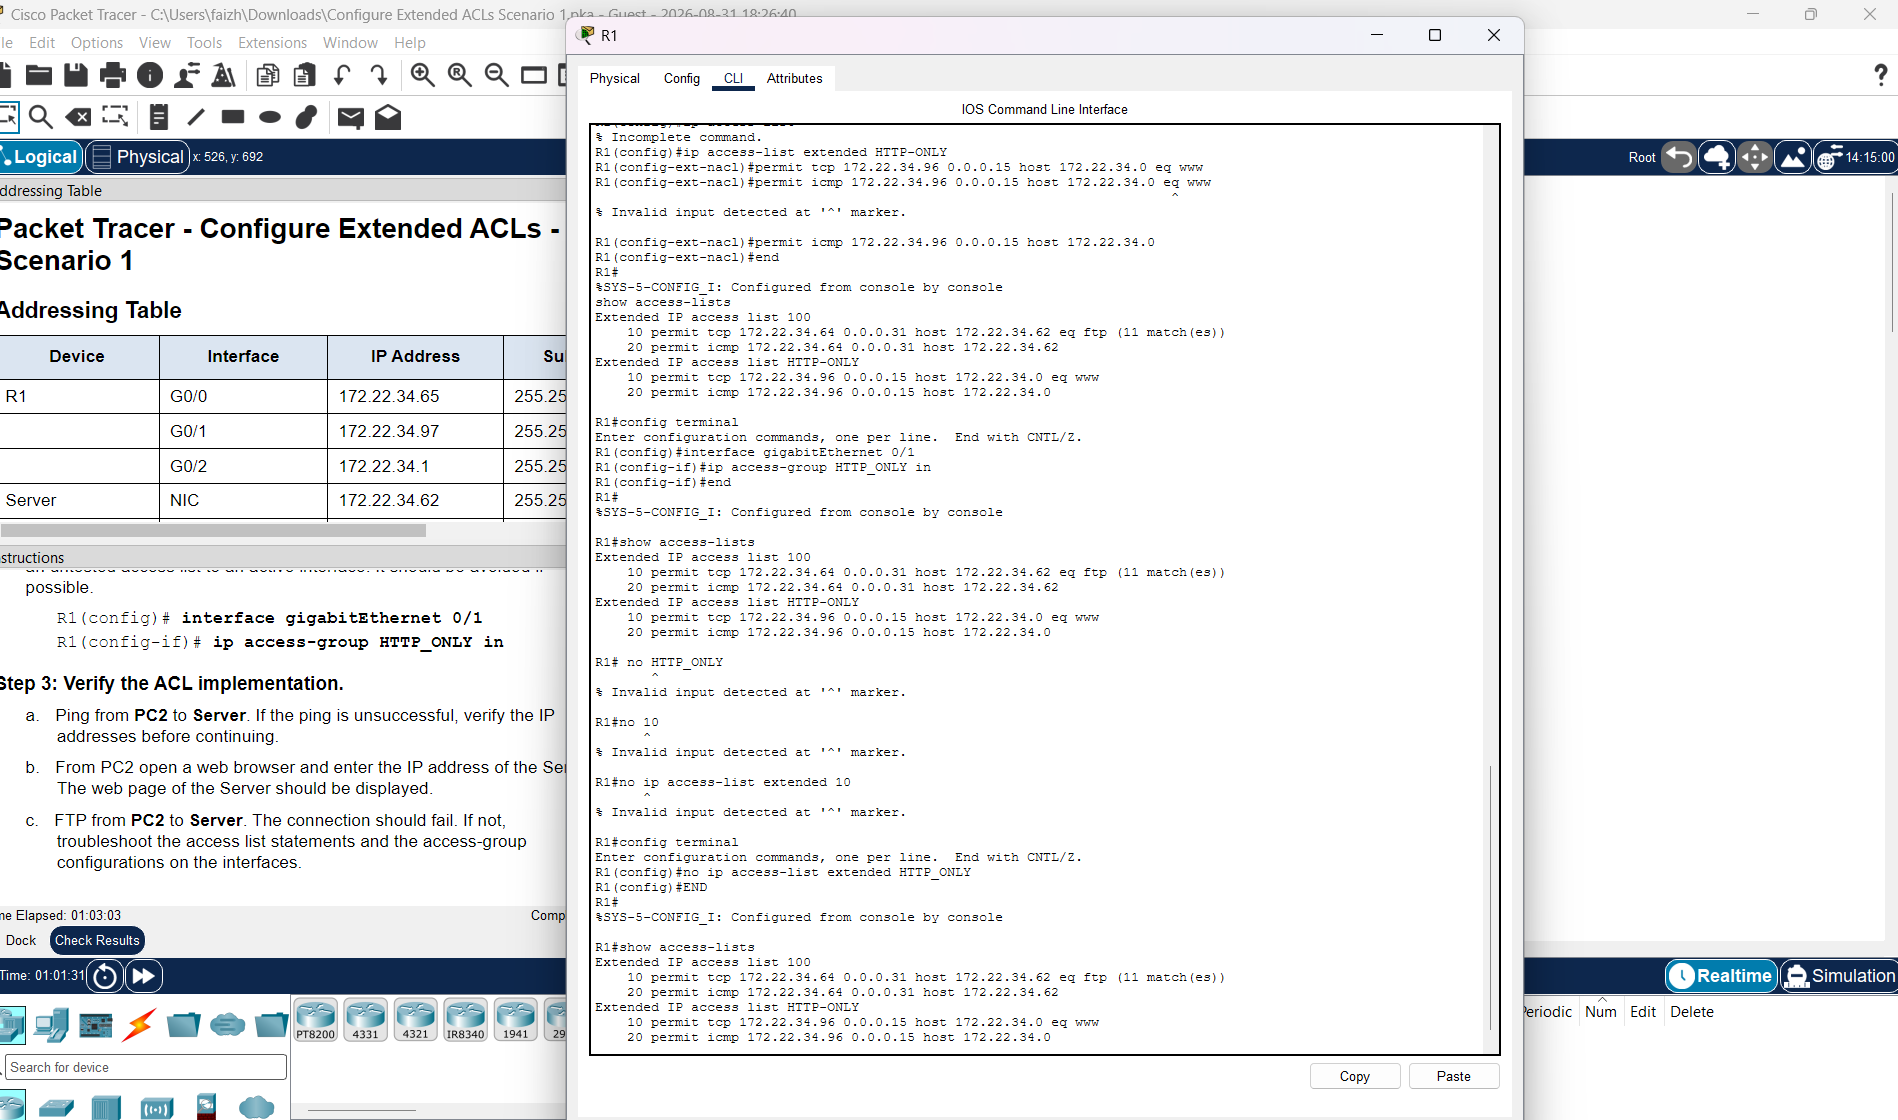 Cisco Packet Tracer - C:\Users\faizh\Downloads\Configure Extended ACLs Scenario 1.pka - Guest - 2026-08-31 18:26:40
Edit Options View Tools Extensions Window Help
Logical Physical x: 526, y: 692
Root 14:15:00
Packet Tracer - Configure Extended ACLs -
Scenario 1
Addressing Table
Device Interface IP Address
R1 G0/0 172.22.34.65
G0/1 172.22.34.97
G0/2 172.22.34.1
Server NIC 172.22.34.62
possible.
R1(config)# interface gigabitEthernet 0/1
R1(config-if)# ip access-group HTTP_ONLY in
Step 3: Verify the ACL implementation.
a. Ping from PC2 to Server. If the ping is unsuccessful, verify the IP
addresses before continuing.
b. From PC2 open a web browser and enter the IP address of the
The web page of the Server should be displayed.
c. FTP from PC2 to Server. The connection should fail. If not,
troubleshoot the access list statements and the access-group
configurations on the interfaces.
Elapsed: 01:03:03
Dock Check Results
Time: 01:01:31
PT8200 4331 4321 IR8340 1941
Search for device
R1
Physical Config CLI Attributes
IOS Command Line Interface
% Incomplete command.
R1(config)#ip access-list extended HTTP-ONLY
R1(config-ext-nacl)#permit tcp 172.22.34.96 0.0.0.15 host 172.22.34.0 eq www
R1(config-ext-nacl)#permit icmp 172.22.34.96 0.0.0.15 host 172.22.34.0 eq www
^
% Invalid input detected at '^' marker.
R1(config-ext-nacl)#permit icmp 172.22.34.96 0.0.0.15 host 172.22.34.0
R1(config-ext-nacl)#end
R1#
%SYS-5-CONFIG_I: Configured from console by console
show access-lists
Extended IP access list 100
10 permit tcp 172.22.34.64 0.0.0.31 host 172.22.34.62 eq ftp (11 match(es))
20 permit icmp 172.22.34.64 0.0.0.31 host 172.22.34.62
Extended IP access list HTTP-ONLY
10 permit tcp 172.22.34.96 0.0.0.15 host 172.22.34.0 eq www
20 permit icmp 172.22.34.96 0.0.0.15 host 172.22.34.0
R1#config terminal
Enter configuration commands, one per line. End with CNTL/Z.
R1(config)#interface gigabitEthernet 0/1
R1(config-if)#ip access-group HTTP_ONLY in
R1(config-if)#end
R1#
%SYS-5-CONFIG_I: Configured from console by console
R1#show access-lists
Extended IP access list 100
10 permit tcp 172.22.34.64 0.0.0.31 host 172.22.34.62 eq ftp (11 match(es))
20 permit icmp 172.22.34.64 0.0.0.31 host 172.22.34.62
Extended IP access list HTTP-ONLY
10 permit tcp 172.22.34.96 0.0.0.15 host 172.22.34.0 eq www
20 permit icmp 172.22.34.96 0.0.0.15 host 172.22.34.0
R1# no HTTP_ONLY
^
% Invalid input detected at '^' marker.
R1#no 10
^
% Invalid input detected at '^' marker.
R1#no ip access-list extended 10
^
% Invalid input detected at '^' marker.
R1#config terminal
Enter configuration commands, one per line. End with CNTL/Z.
R1(config)#no ip access-list extended HTTP_ONLY
R1(config)#END
R1#
%SYS-5-CONFIG_I: Configured from console by console
R1#show access-lists
Extended IP access list 100
10 permit tcp 172.22.34.64 0.0.0.31 host 172.22.34.62 eq ftp (11 match(es))
20 permit icmp 172.22.34.64 0.0.0.31 host 172.22.34.62
Extended IP access list HTTP-ONLY
10 permit tcp 172.22.34.96 0.0.0.15 host 172.22.34.0 eq www
20 permit icmp 172.22.34.96 0.0.0.15 host 172.22.34.0
Copy Paste
Realtime Simulation
Periodic Num Edit Delete